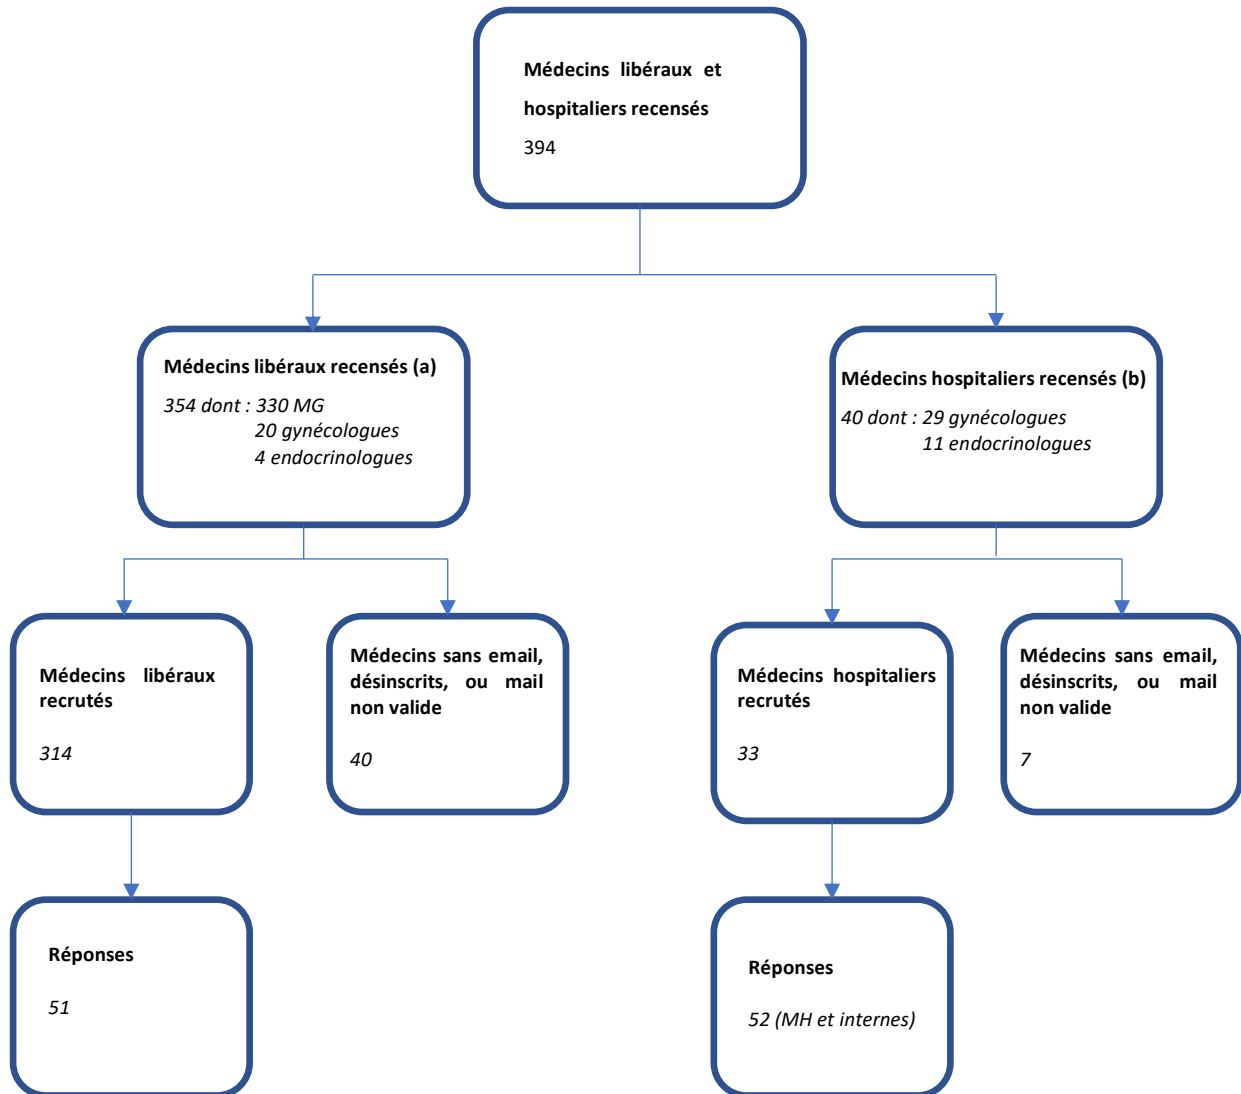 Médecins libéraux et
hospitaliers recensés
394
Médecins libéraux recensés (a)
354 dont : 330 MG
20 gynécologues
4 endocrinologues
Médecins hospitaliers recensés (b)
40 dont : 29 gynécologues
11 endocrinologues
Médecins libéraux
recrutés
314
Médecins sans email,
désinscrits, ou mail
non valide
40
Médecins hospitaliers
recrutés
33
Médecins sans email,
désinscrits, ou mail
non valide
7
Réponses
51
Réponses
52 (MH et internes)